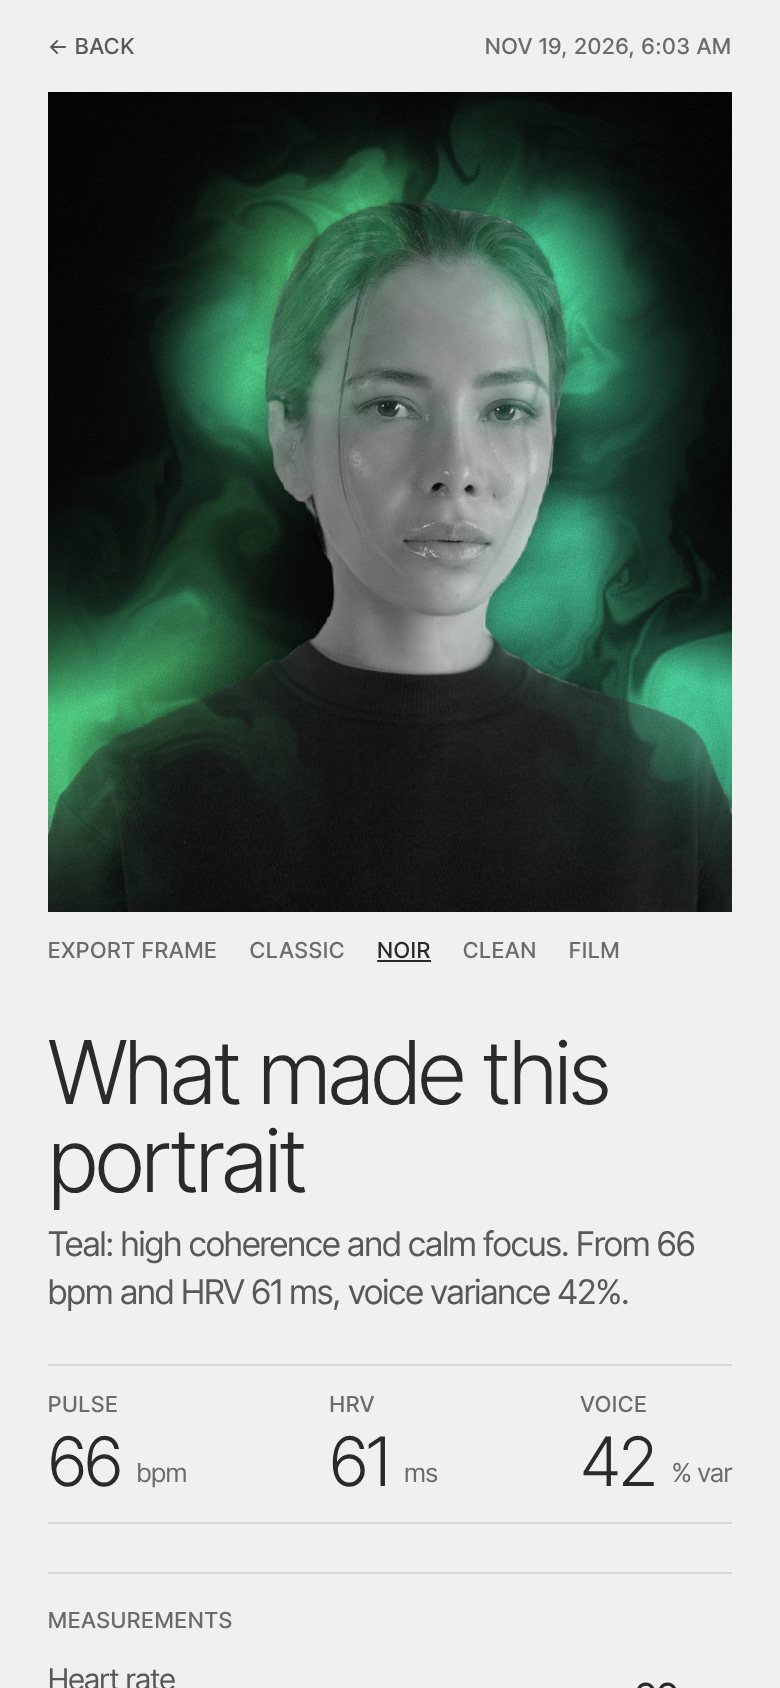 ← BACK
NOV 19, 2026, 6:03 AM
EXPORT FRAME CLASSIC NOIR CLEAN FILM
What made this
portrait
Teal: high coherence and calm focus. From 66
bpm and HRV 61 ms, voice variance 42%.
PULSE HRV VOICE
66 bpm 61 ms 42 % var
MEASUREMENTS
Heart rate